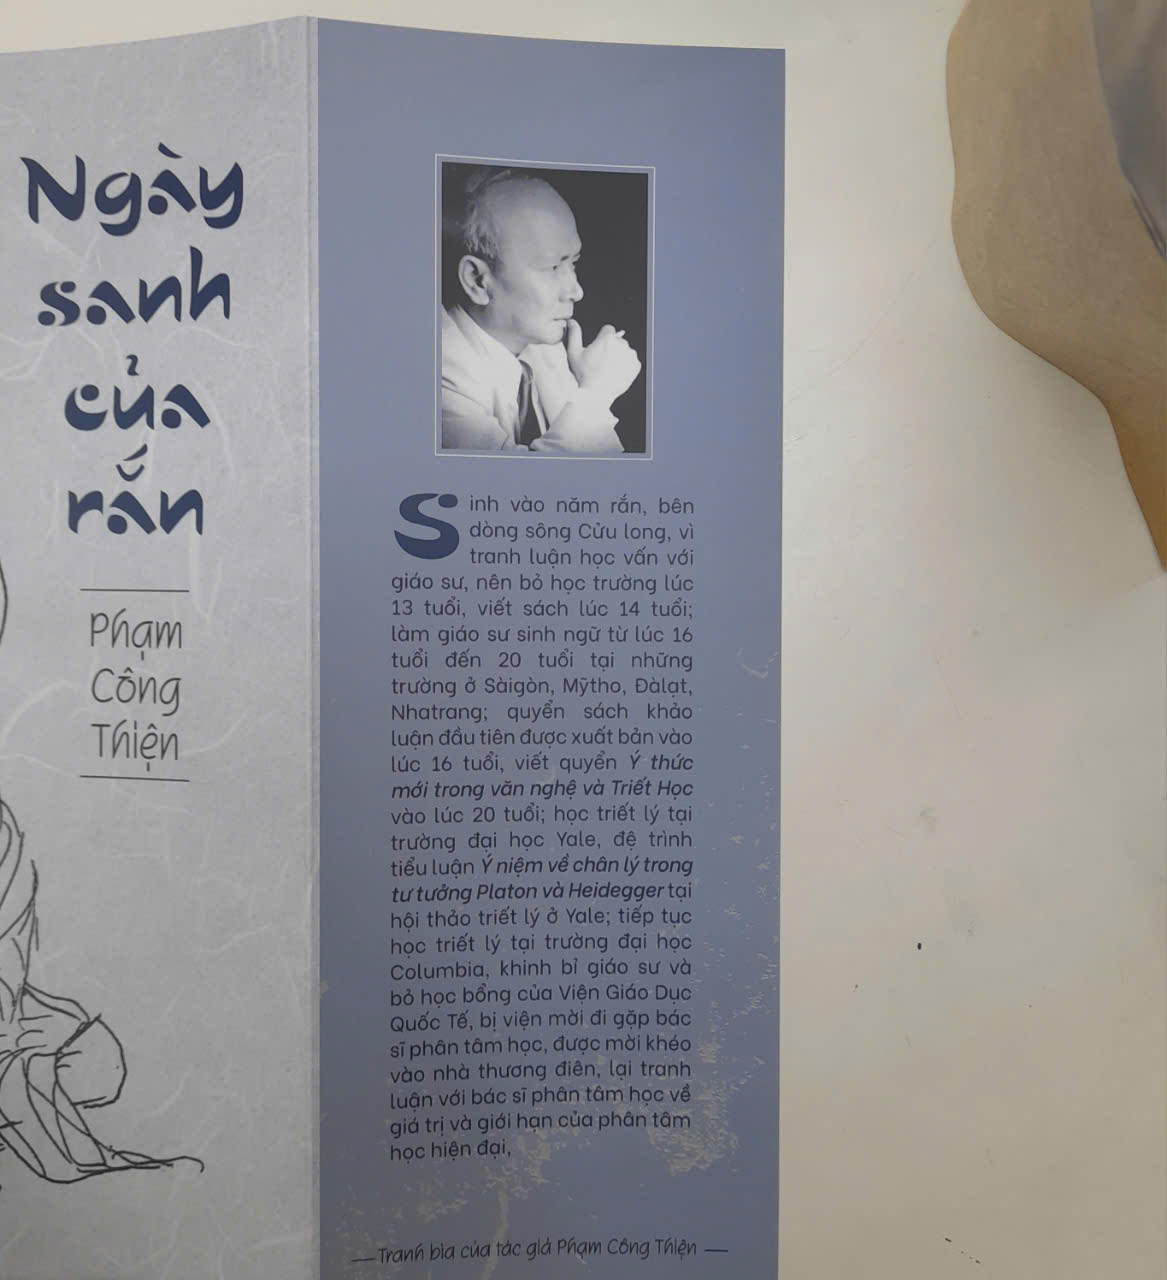 Ngày
sanh
của
rắn
Phạm
Công
Thiện
Sinh vào năm rắn, bên
dòng sông Cửu long, vì
tranh luận học vấn với
giáo sư, nên bỏ học trường lúc
13 tuổi, viết sách lúc 14 tuổi;
làm giáo sư sinh ngữ từ lúc 16
tuổi đến 20 tuổi tại những
trường ở Sàigòn, Mỹtho, Đàlạt,
Nhatrang; quyển sách khảo
luận đầu tiên được xuất bản vào
lúc 16 tuổi, viết quyển Ý thức
mới trong văn nghệ và Triết Học
vào lúc 20 tuổi; học triết lý tại
trường đại học Yale, đệ trình
tiểu luận Ý niệm về chân lý trong
tư tưởng Platon và Heidegger tại
hội thảo triết lý ở Yale; tiếp tục
học triết lý tại trường đại học
Columbia, khinh bỉ giáo sư và
bỏ học bổng của Viện Giáo Dục
Quốc Tế, bị viện mời đi gặp bác
sĩ phân tâm học, được mời khéo
vào nhà thương điên, lại tranh
luận với bác sĩ phân tâm học về
giá trị và giới hạn của phân tâm
học hiện đại,
—Tranh bìa của tác giả Phạm Công Thiện —